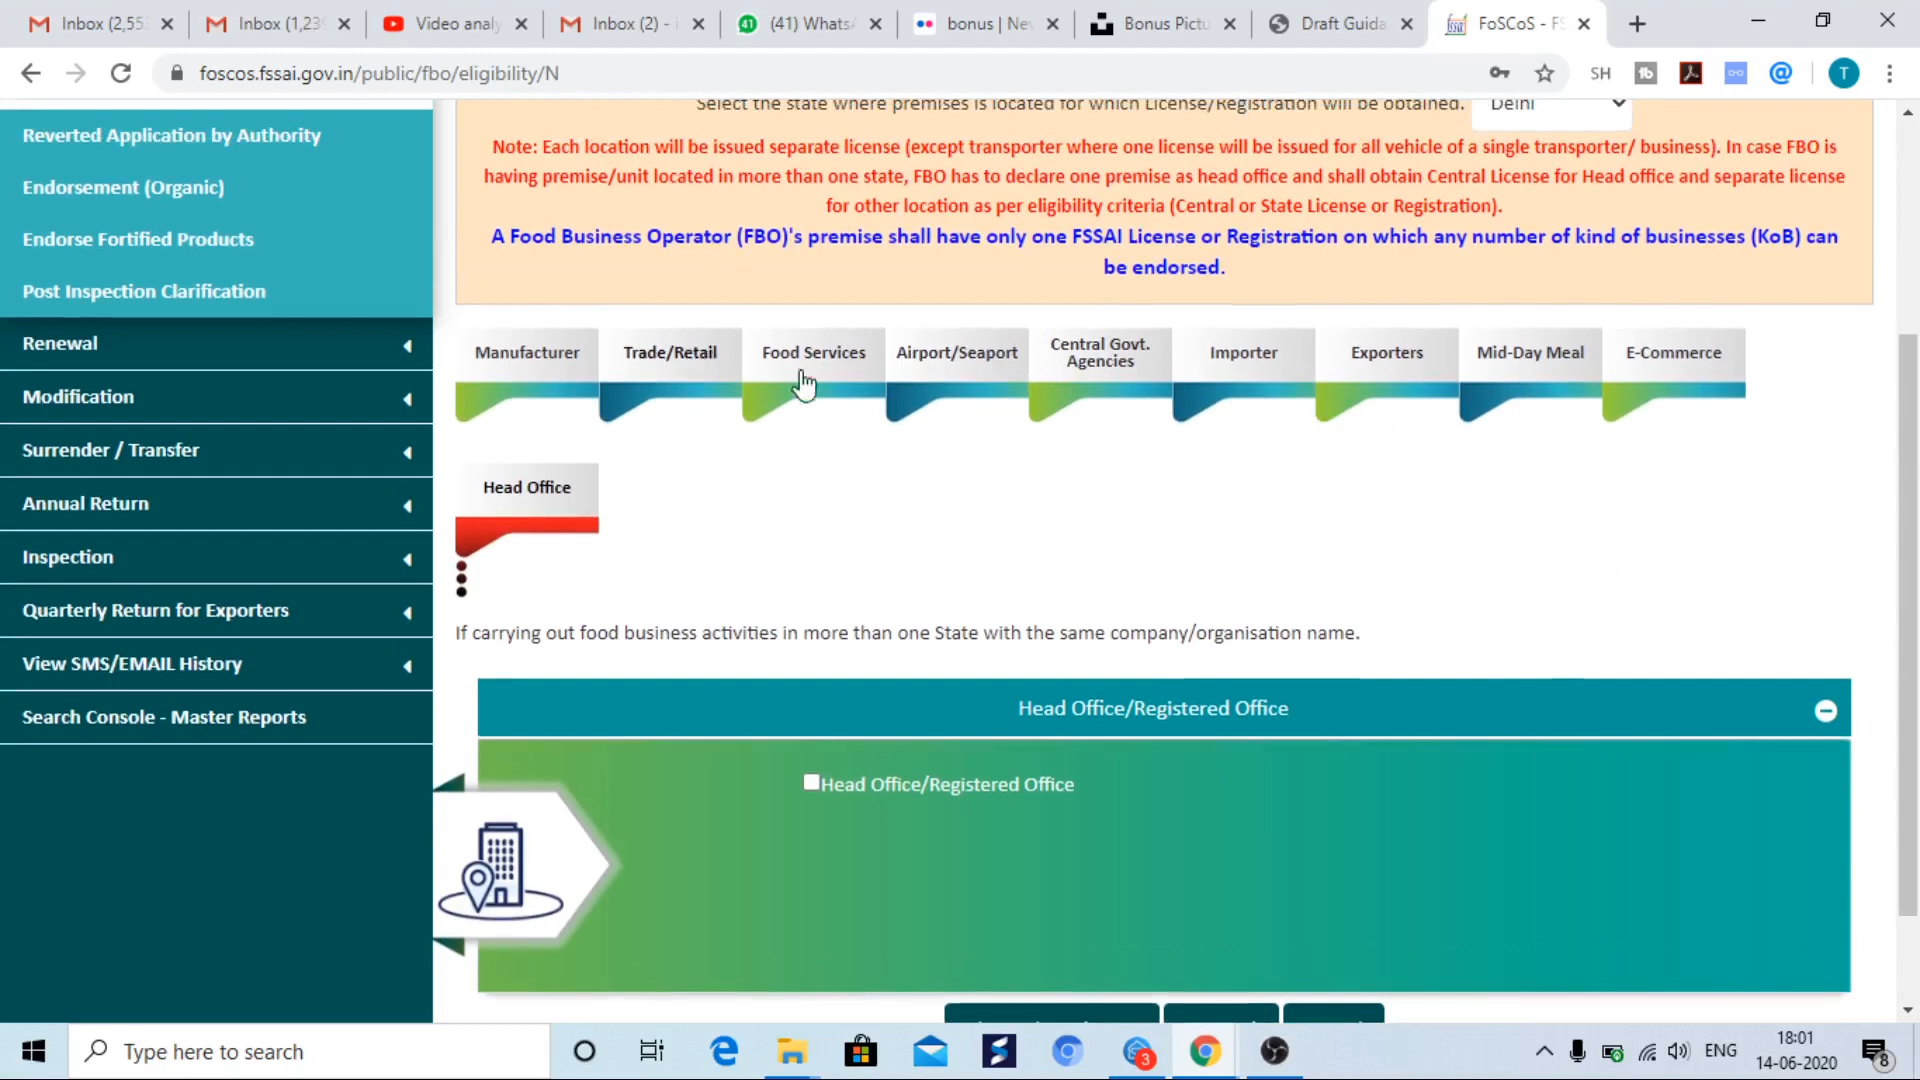 Inbox (2,553
Inbox (1,239
Video analy
Inbox (2) - i
(41) Whats
bonus | Ne
Bonus Pictu
Draft Guida
FoSCoS - FS
foscos.fssai.gov.in/public/fbo/eligibility/N
SH
T
Select the state where premises is located for which License/Registration will be obtained. Delhi
Reverted Application by Authority
Endorsement (Organic)
Endorse Fortified Products
Post Inspection Clarification
Renewal
Modification
Surrender / Transfer
Annual Return
Inspection
Quarterly Return for Exporters
View SMS/EMAIL History
Search Console - Master Reports
Note: Each location will be issued separate license (except transporter where one license will be issued for all vehicle of a single transporter/ business). In case FBO is
having premise/unit located in more than one state, FBO has to declare one premise as head office and shall obtain Central License for Head office and separate license
for other location as per eligibility criteria (Central or State License or Registration).
A Food Business Operator (FBO)'s premise shall have only one FSSAI License or Registration on which any number of kind of businesses (KoB) can
be endorsed.
Manufacturer
Trade/Retail
Food Services
Airport/Seaport
Central Govt.
Agencies
Importer
Exporters
Mid-Day Meal
E-Commerce
Head Office
If carrying out food business activities in more than one State with the same company/organisation name.
Head Office/Registered Office
Head Office/Registered Office
Type here to search
3
ENG
18:01
14-06-2020
8